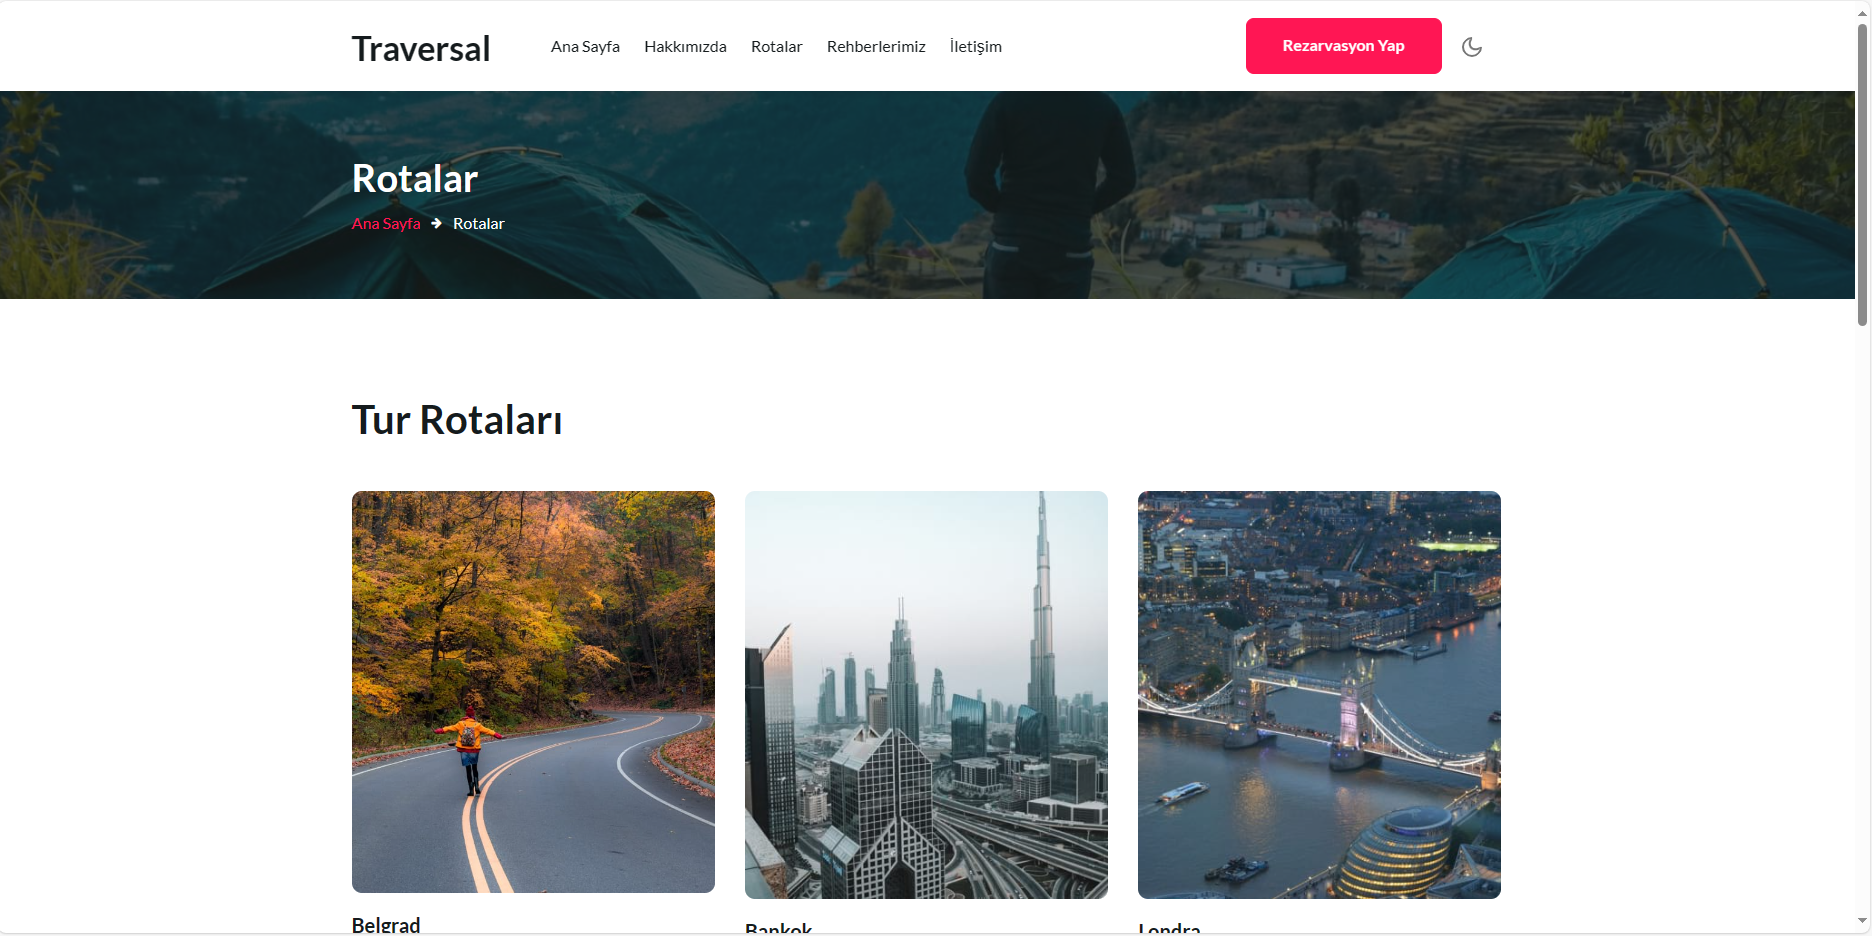 Traversal
Ana Sayfa Hakkımızda Rotalar Rehberlerimiz İletişim
Rezarvasyon Yap
Rotalar
Ana Sayfa → Rotalar
Tur Rotaları
Belgrad
Bankok
Londra